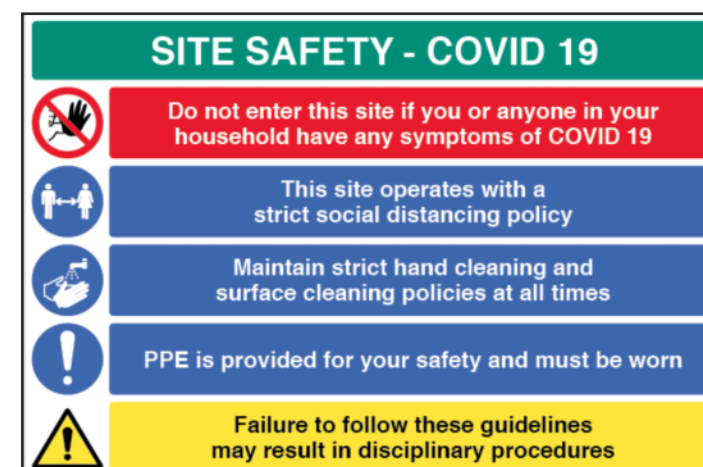 SITE SAFETY - COVID 19
Do not enter this site if you or anyone in your
household have any symptoms of COVID 19
This site operates with a
strict social distancing policy
Maintain strict hand cleaning and
surface cleaning policies at all times
PPE is provided for your safety and must be worn
Failure to follow these guidelines
may result in disciplinary procedures